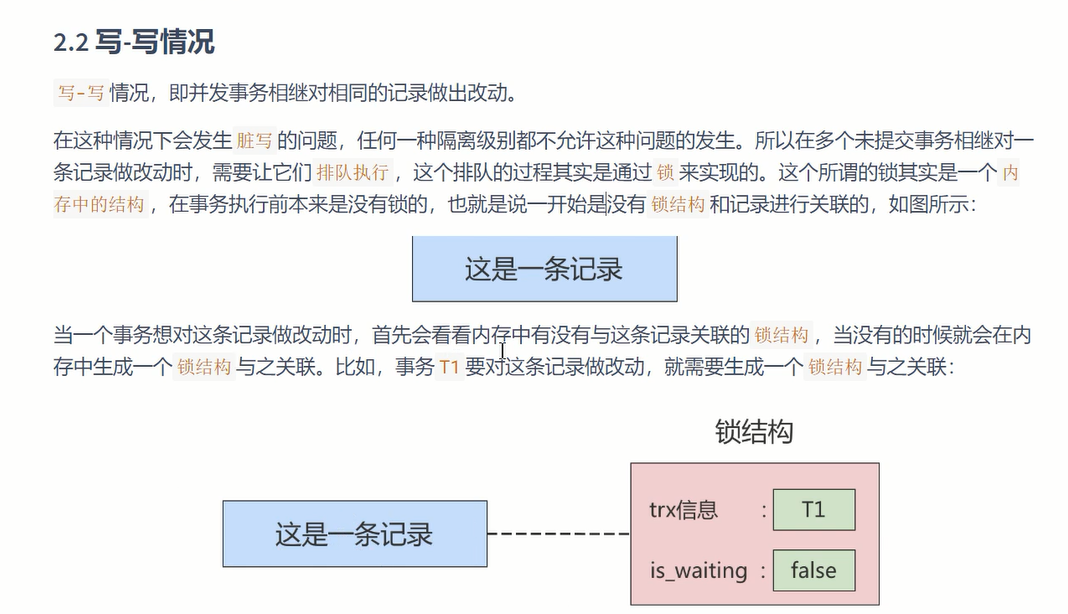 2.2 写-写情况
写-写 情况，即并发事务相继对相同的记录做出改动。
在这种情况下会发生 脏写 的问题，任何一种隔离级别都不允许这种问题的发生。所以在多个未提交事务相继对一
条记录做改动时，需要让它们 排队执行 ，这个排队的过程其实是通过 锁 来实现的。这个所谓的锁其实是一个 内
存中的结构 ，在事务执行前本来是没有锁的，也就是说一开始是没有 锁结构 和记录进行关联的，如图所示：
这是一条记录
当一个事务想对这条记录做改动时，首先会看看内存中有没有与这条记录关联的 锁结构 ，当没有的时候就会在内
存中生成一个 锁结构 与之关联。比如，事务 T1 要对这条记录做改动，就需要生成一个 锁结构 与之关联：
锁结构
trx信息 : T1
这是一条记录
is_waiting : false